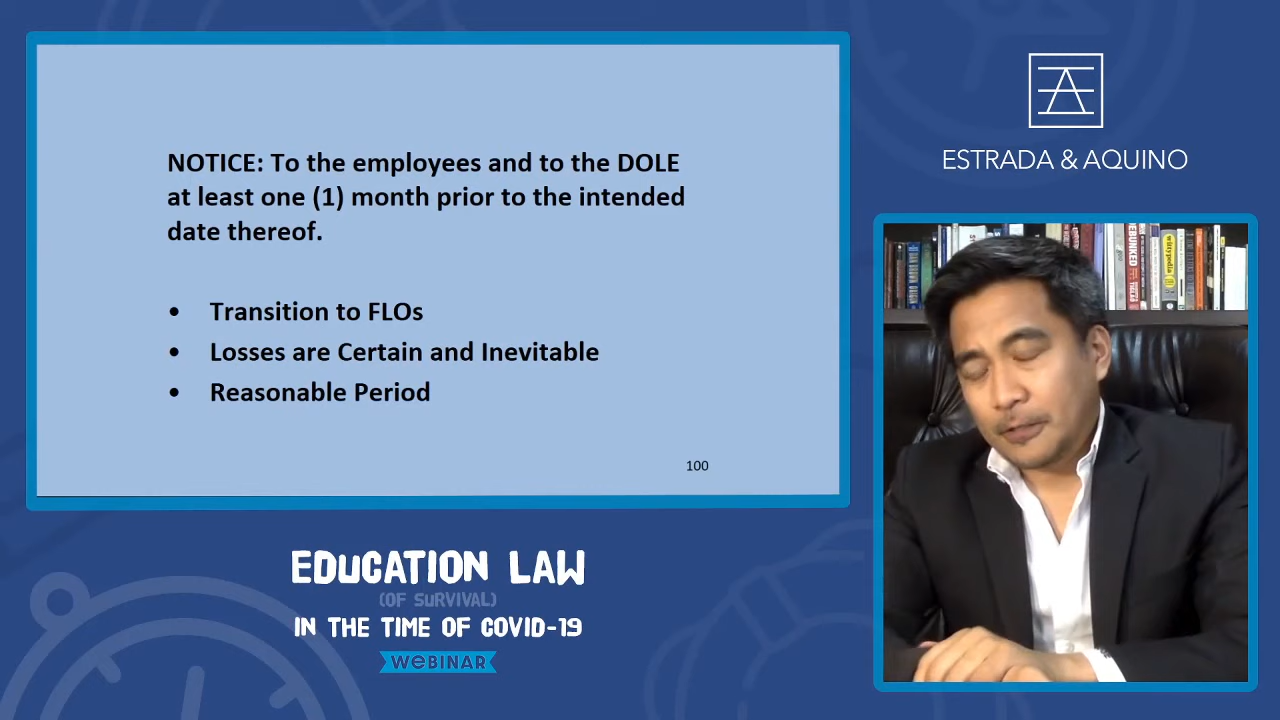 NOTICE: To the employees and to the DOLE
at least one (1) month prior to the intended
date thereof.
• Transition to FLOs
• Losses are Certain and Inevitable
• Reasonable Period
100
ESTRADA & AQUINO
DEBUNKED
wittypedia
EDUCATION LAW
(OF SURVIVAL)
IN THE TIME OF COVID-19
WEBINAR